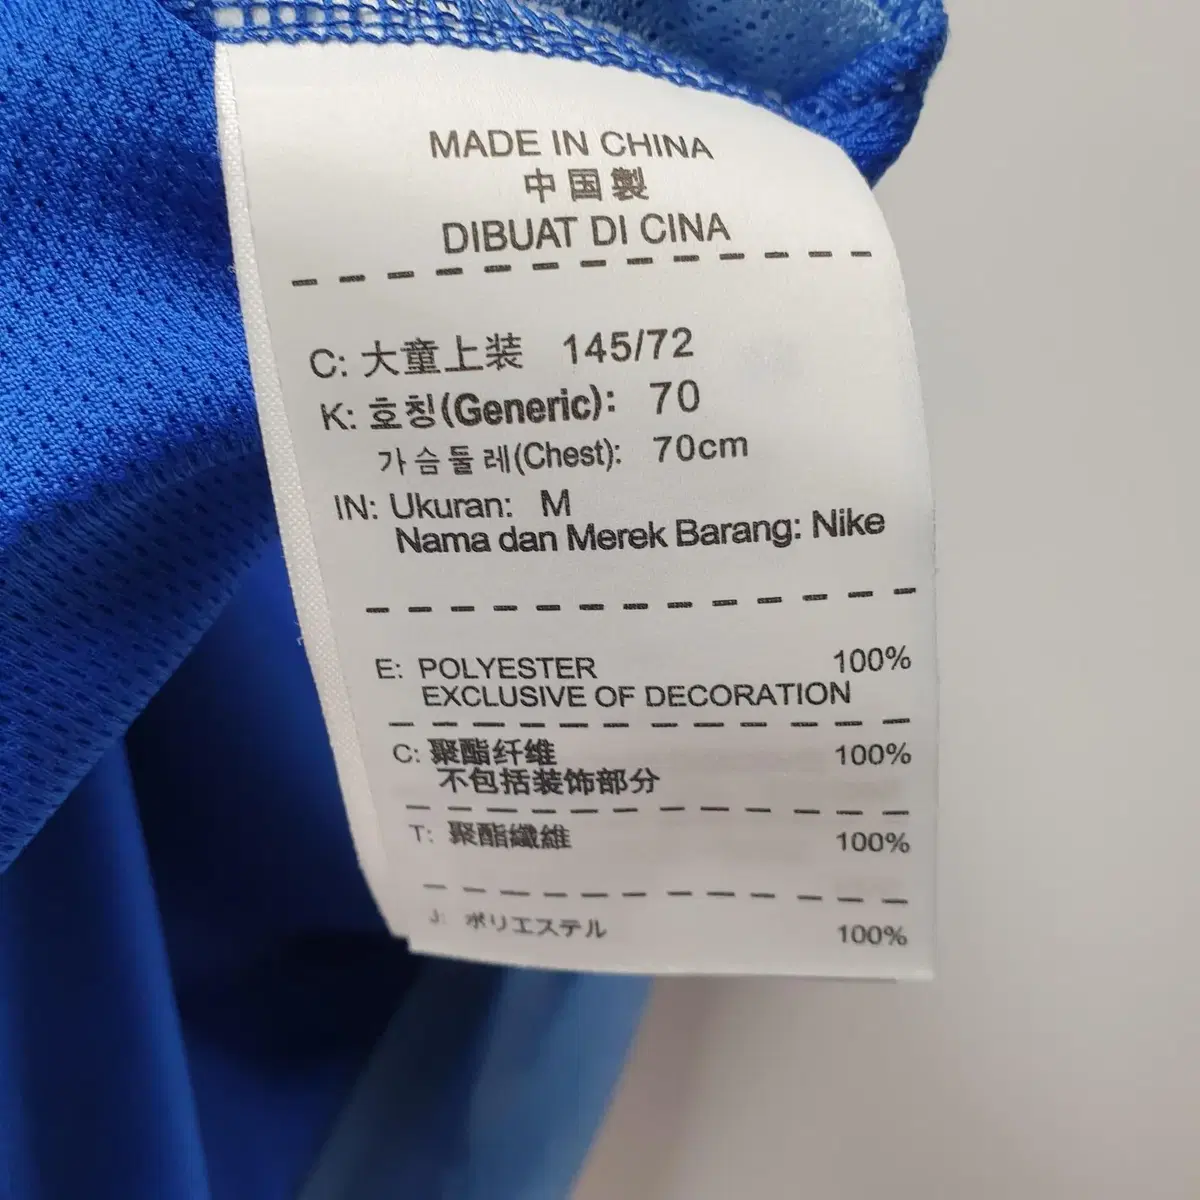 MADE IN CHINA
中国製
DIBUAT DI CINA
C: 大童上装 145/72
K: 호칭(Generic): 70
가슴둘레(Chest): 70cm
IN: Ukuran: M
Nama dan Merek Barang: Nike
E: POLYESTER 100%
EXCLUSIVE OF DECORATION
C: 聚酯纤维 100%
不包括装饰部分
T: 聚酯纖維 100%
J: ポリエステル 100%